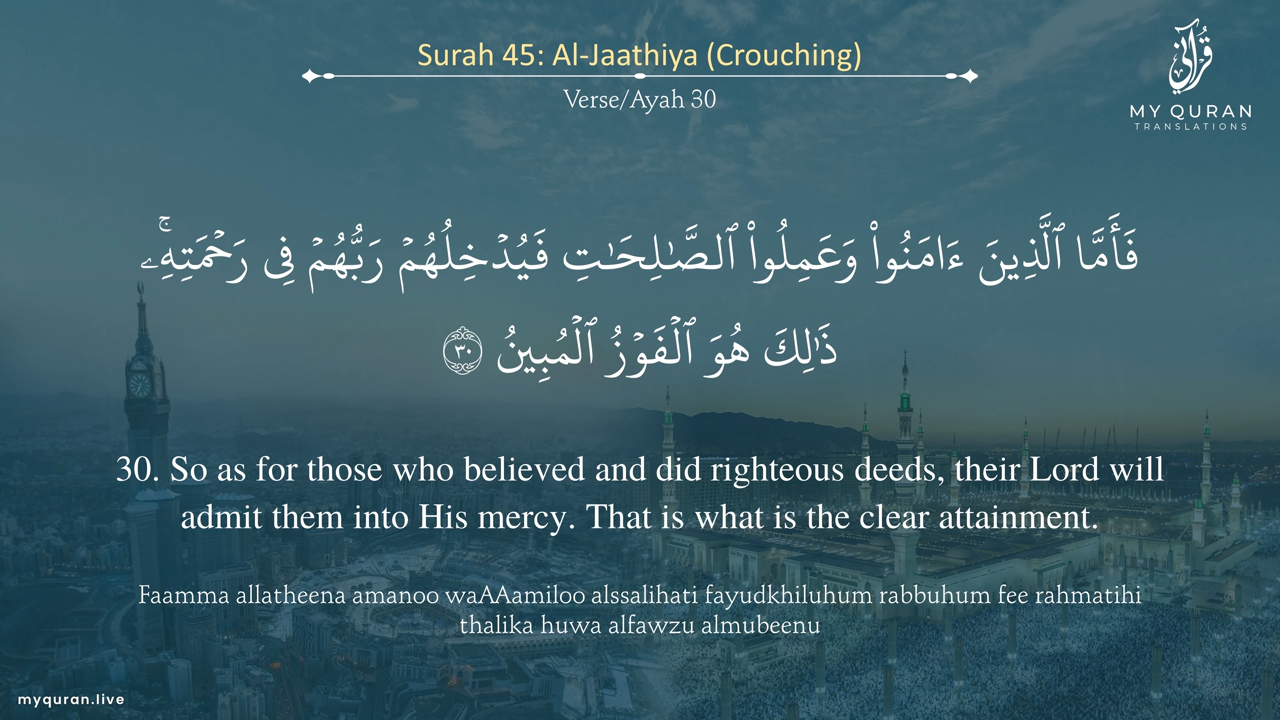 Surah 45: Al-Jaathiya (Crouching)
Verse/Ayah 30
قرآني
MY QURAN
TRANSLATIONS
فَأَمَّا ٱلَّذِينَ ءَامَنُوا۟ وَعَمِلُوا۟ ٱلصَّـٰلِحَـٰتِ فَيُدْخِلُهُمْ رَبُّهُمْ فِى رَحْمَتِهِۦ ۚ
ذَٰلِكَ هُوَ ٱلْفَوْزُ ٱلْمُبِينُ ٣٠
30. So as for those who believed and did righteous deeds, their Lord will
admit them into His mercy. That is what is the clear attainment.
Faamma allatheena amanoo waAAamiloo alssalihati fayudkhiluhum rabbuhum fee rahmatihi
thalika huwa alfawzu almubeenu
myquran.live